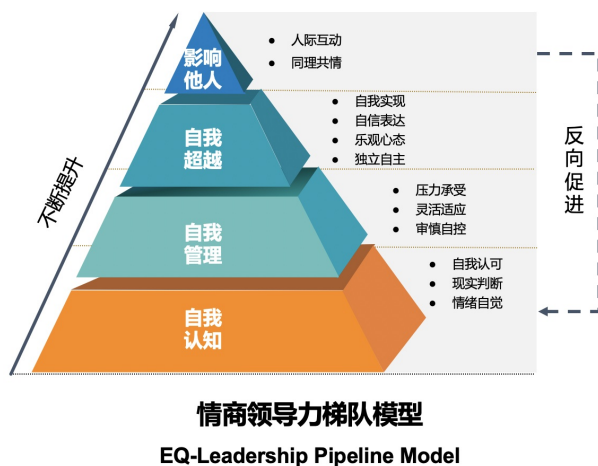 影响
他人
人际互动
同理共情
自我
超越
自我实现
自信表达
乐观心态
独立自主
自我
管理
压力承受
灵活适应
审慎自控
自我
认知
自我认可
现实判断
情绪自觉
不断提升
反向促进
情商领导力梯队模型
EQ-Leadership Pipeline Model